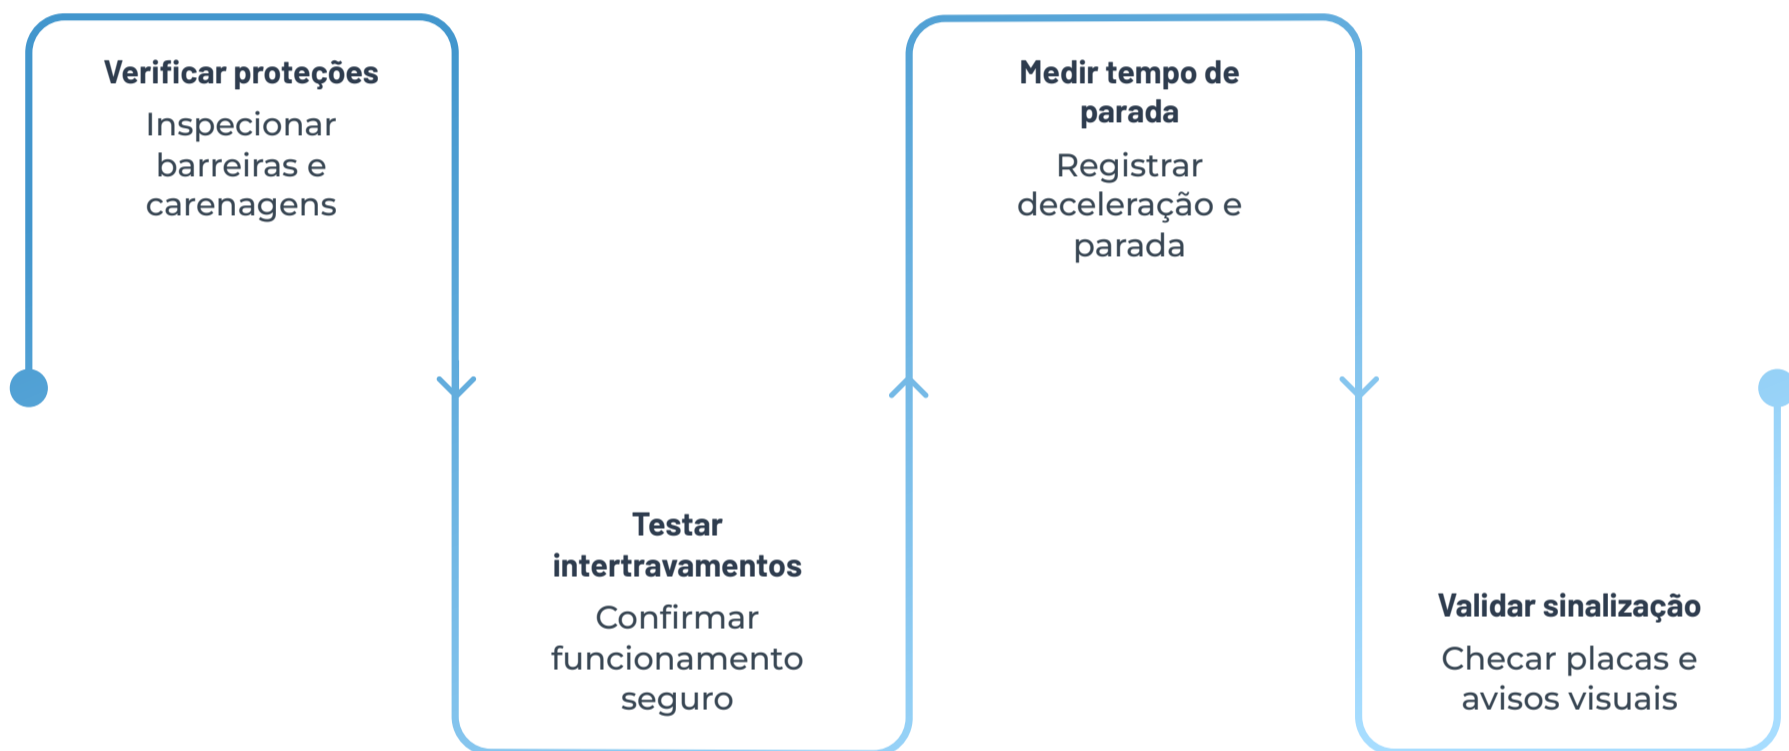 Verificar proteções
Inspecionar
barreiras e
carenagens
Testar
intertravamentos
Confirmar
funcionamento
seguro
Medir tempo de
parada
Registrar
deceleração e
parada
Validar sinalização
Checar placas e
avisos visuais